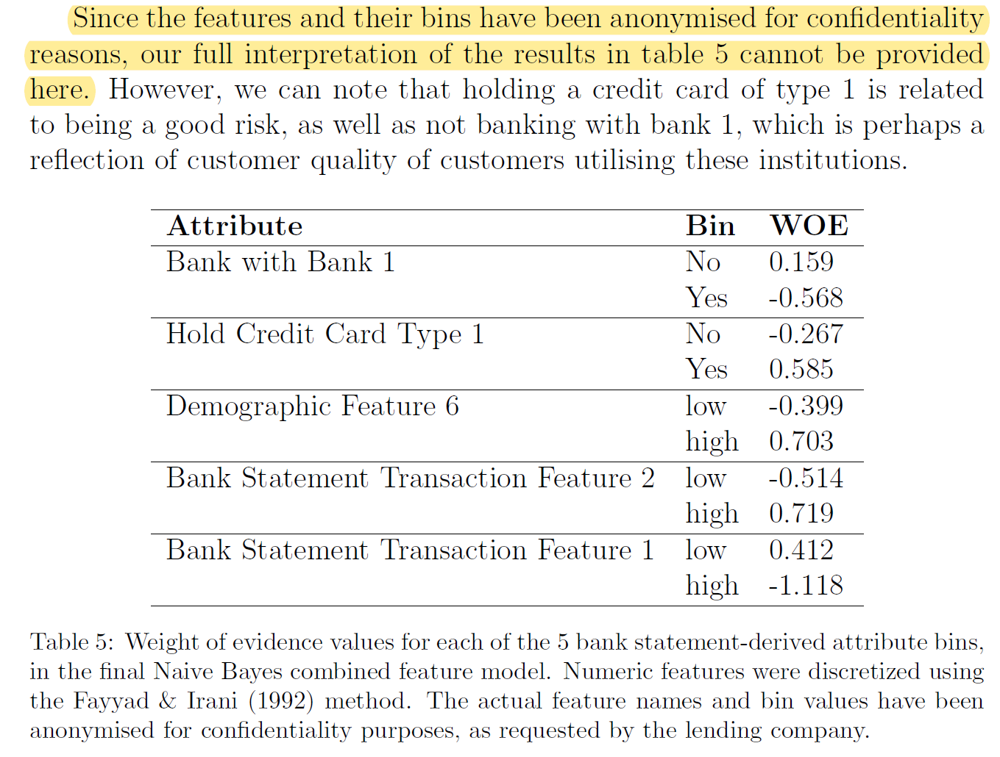 Since the features and their bins have been anonymised for confidentiality
reasons, our full interpretation of the results in table 5 cannot be provided
here. However, we can note that holding a credit card of type 1 is related
to being a good risk, as well as not banking with bank 1, which is perhaps a
reflection of customer quality of customers utilising these institutions.
Attribute Bin WOE
Bank with Bank 1 No 0.159
Yes -0.568
Hold Credit Card Type 1 No -0.267
Yes 0.585
Demographic Feature 6 low -0.399
high 0.703
Bank Statement Transaction Feature 2 low -0.514
high 0.719
Bank Statement Transaction Feature 1 low 0.412
high -1.118
Table 5: Weight of evidence values for each of the 5 bank statement-derived attribute bins,
in the final Naive Bayes combined feature model. Numeric features were discretized using
the Fayyad & Irani (1992) method. The actual feature names and bin values have been
anonymised for confidentiality purposes, as requested by the lending company.